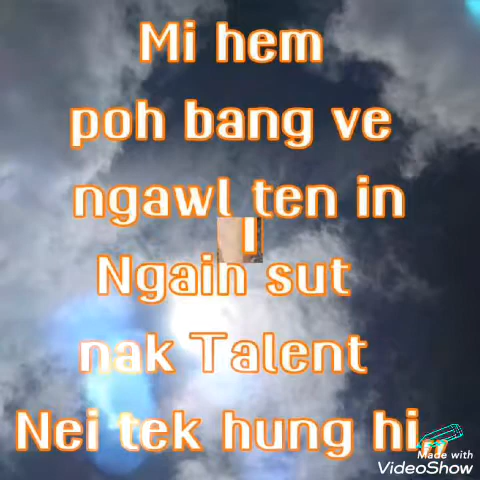 Mi hem
poh bang ve
ngawl ten in
I
Ngain sut
nak Talent
Nei tek hung hi..
Made with
VideoShow